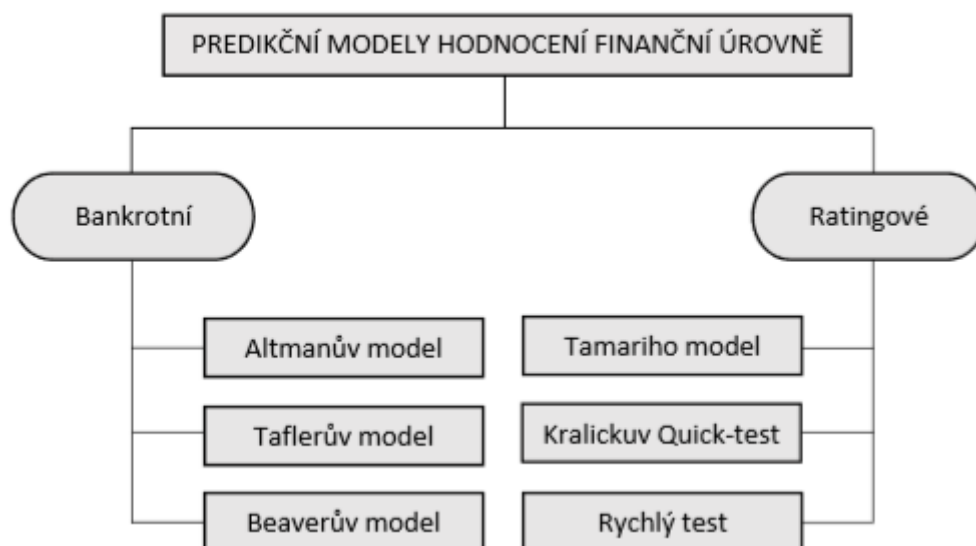 PREDIKČNÍ MODELY HODNOCENÍ FINANČNÍ ÚROVNĚ
Bankrotní
Ratingové
Altmanův model
Tamariho model
Taflerův model
Kralickuv Quick-test
Beaverův model
Rychlý test